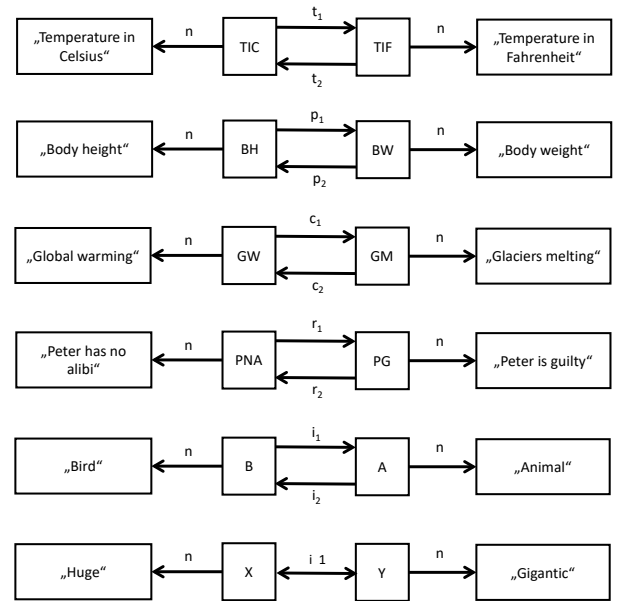 t₁
„Temperature in Celsius“ n TIC TIF n „Temperature in Fahrenheit“
t₂
p₁
„Body height“ n BH BW n „Body weight“
p₂
c₁
„Global warming“ n GW GM n „Glaciers melting“
c₂
r₁
„Peter has no alibi“ n PNA PG n „Peter is guilty“
r₂
i₁
„Bird“ n B A n „Animal“
i₂
„Huge“ n X i 1 Y n „Gigantic“